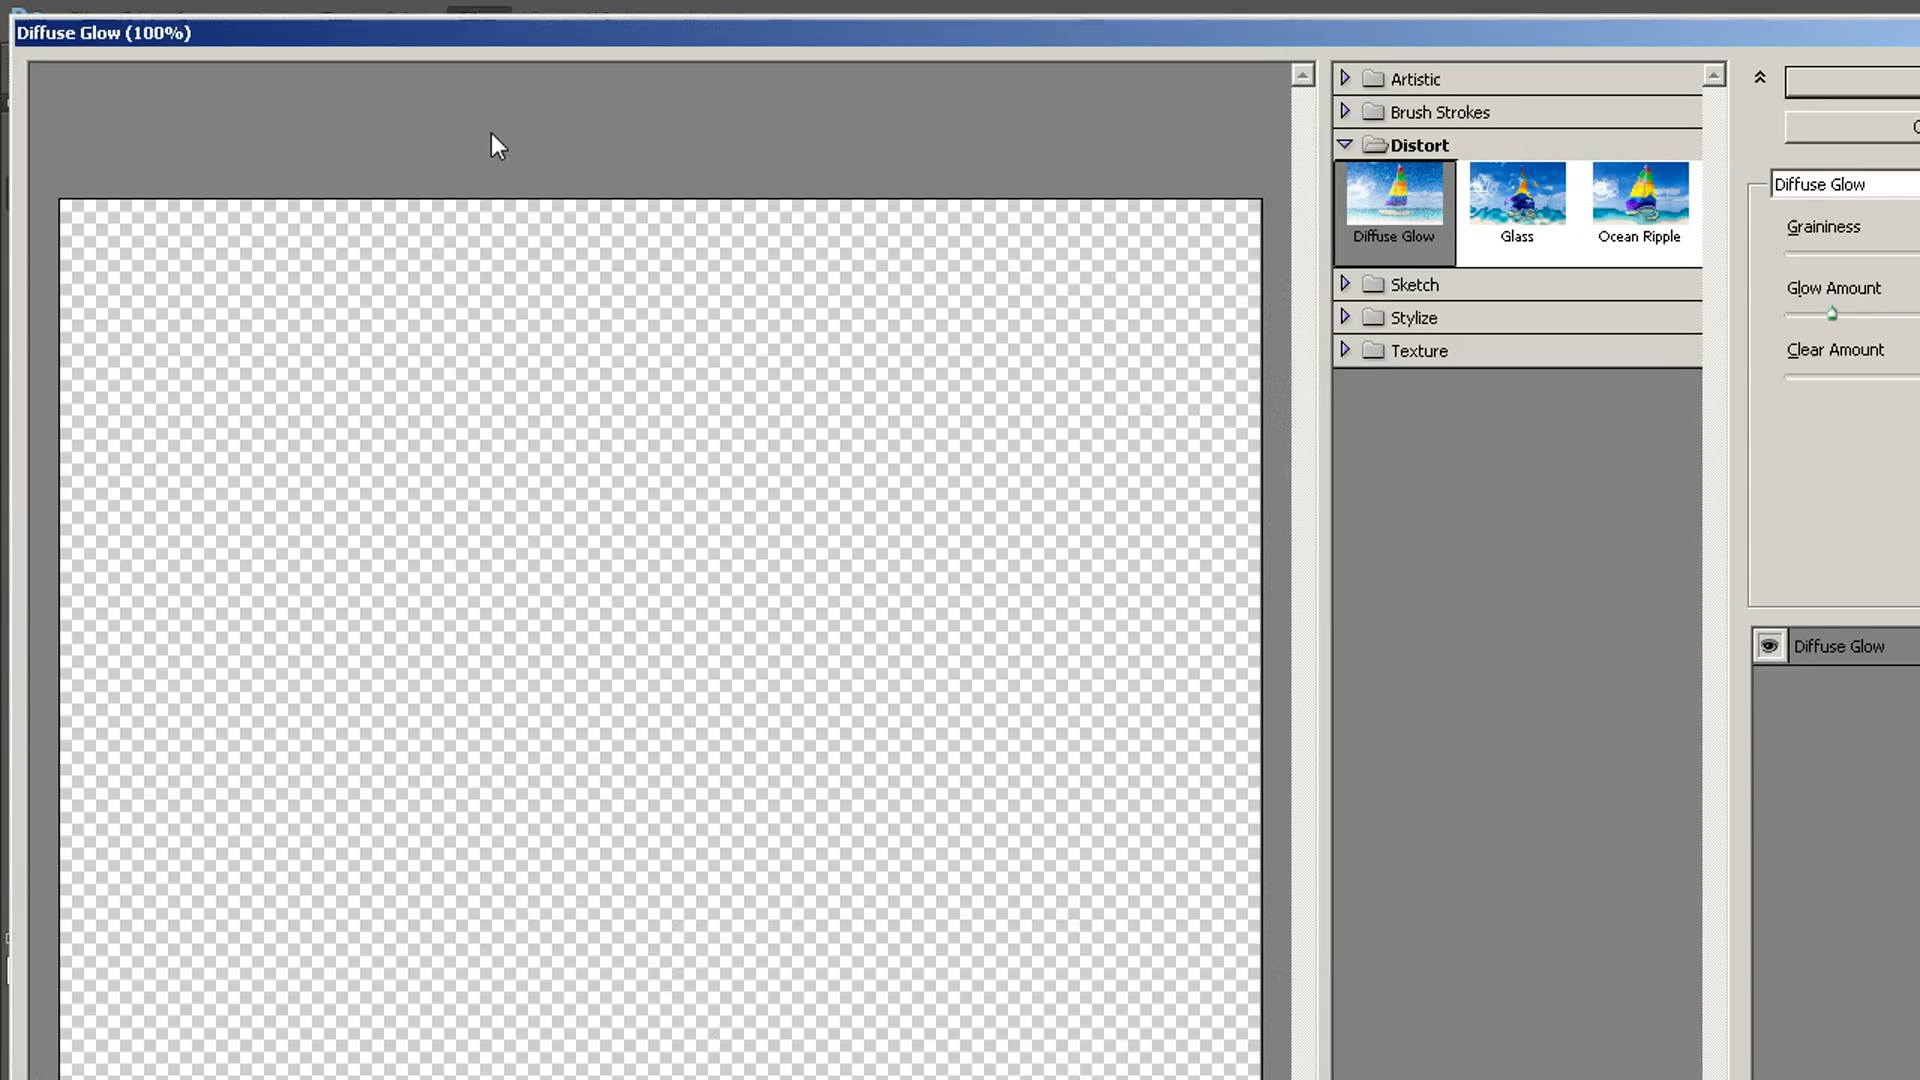 Diffuse Glow (100%)
Artistic
Brush Strokes
Distort
Diffuse Glow
Glass
Ocean Ripple
Sketch
Stylize
Texture
Diffuse Glow
Graininess
Glow Amount
Clear Amount
Diffuse Glow